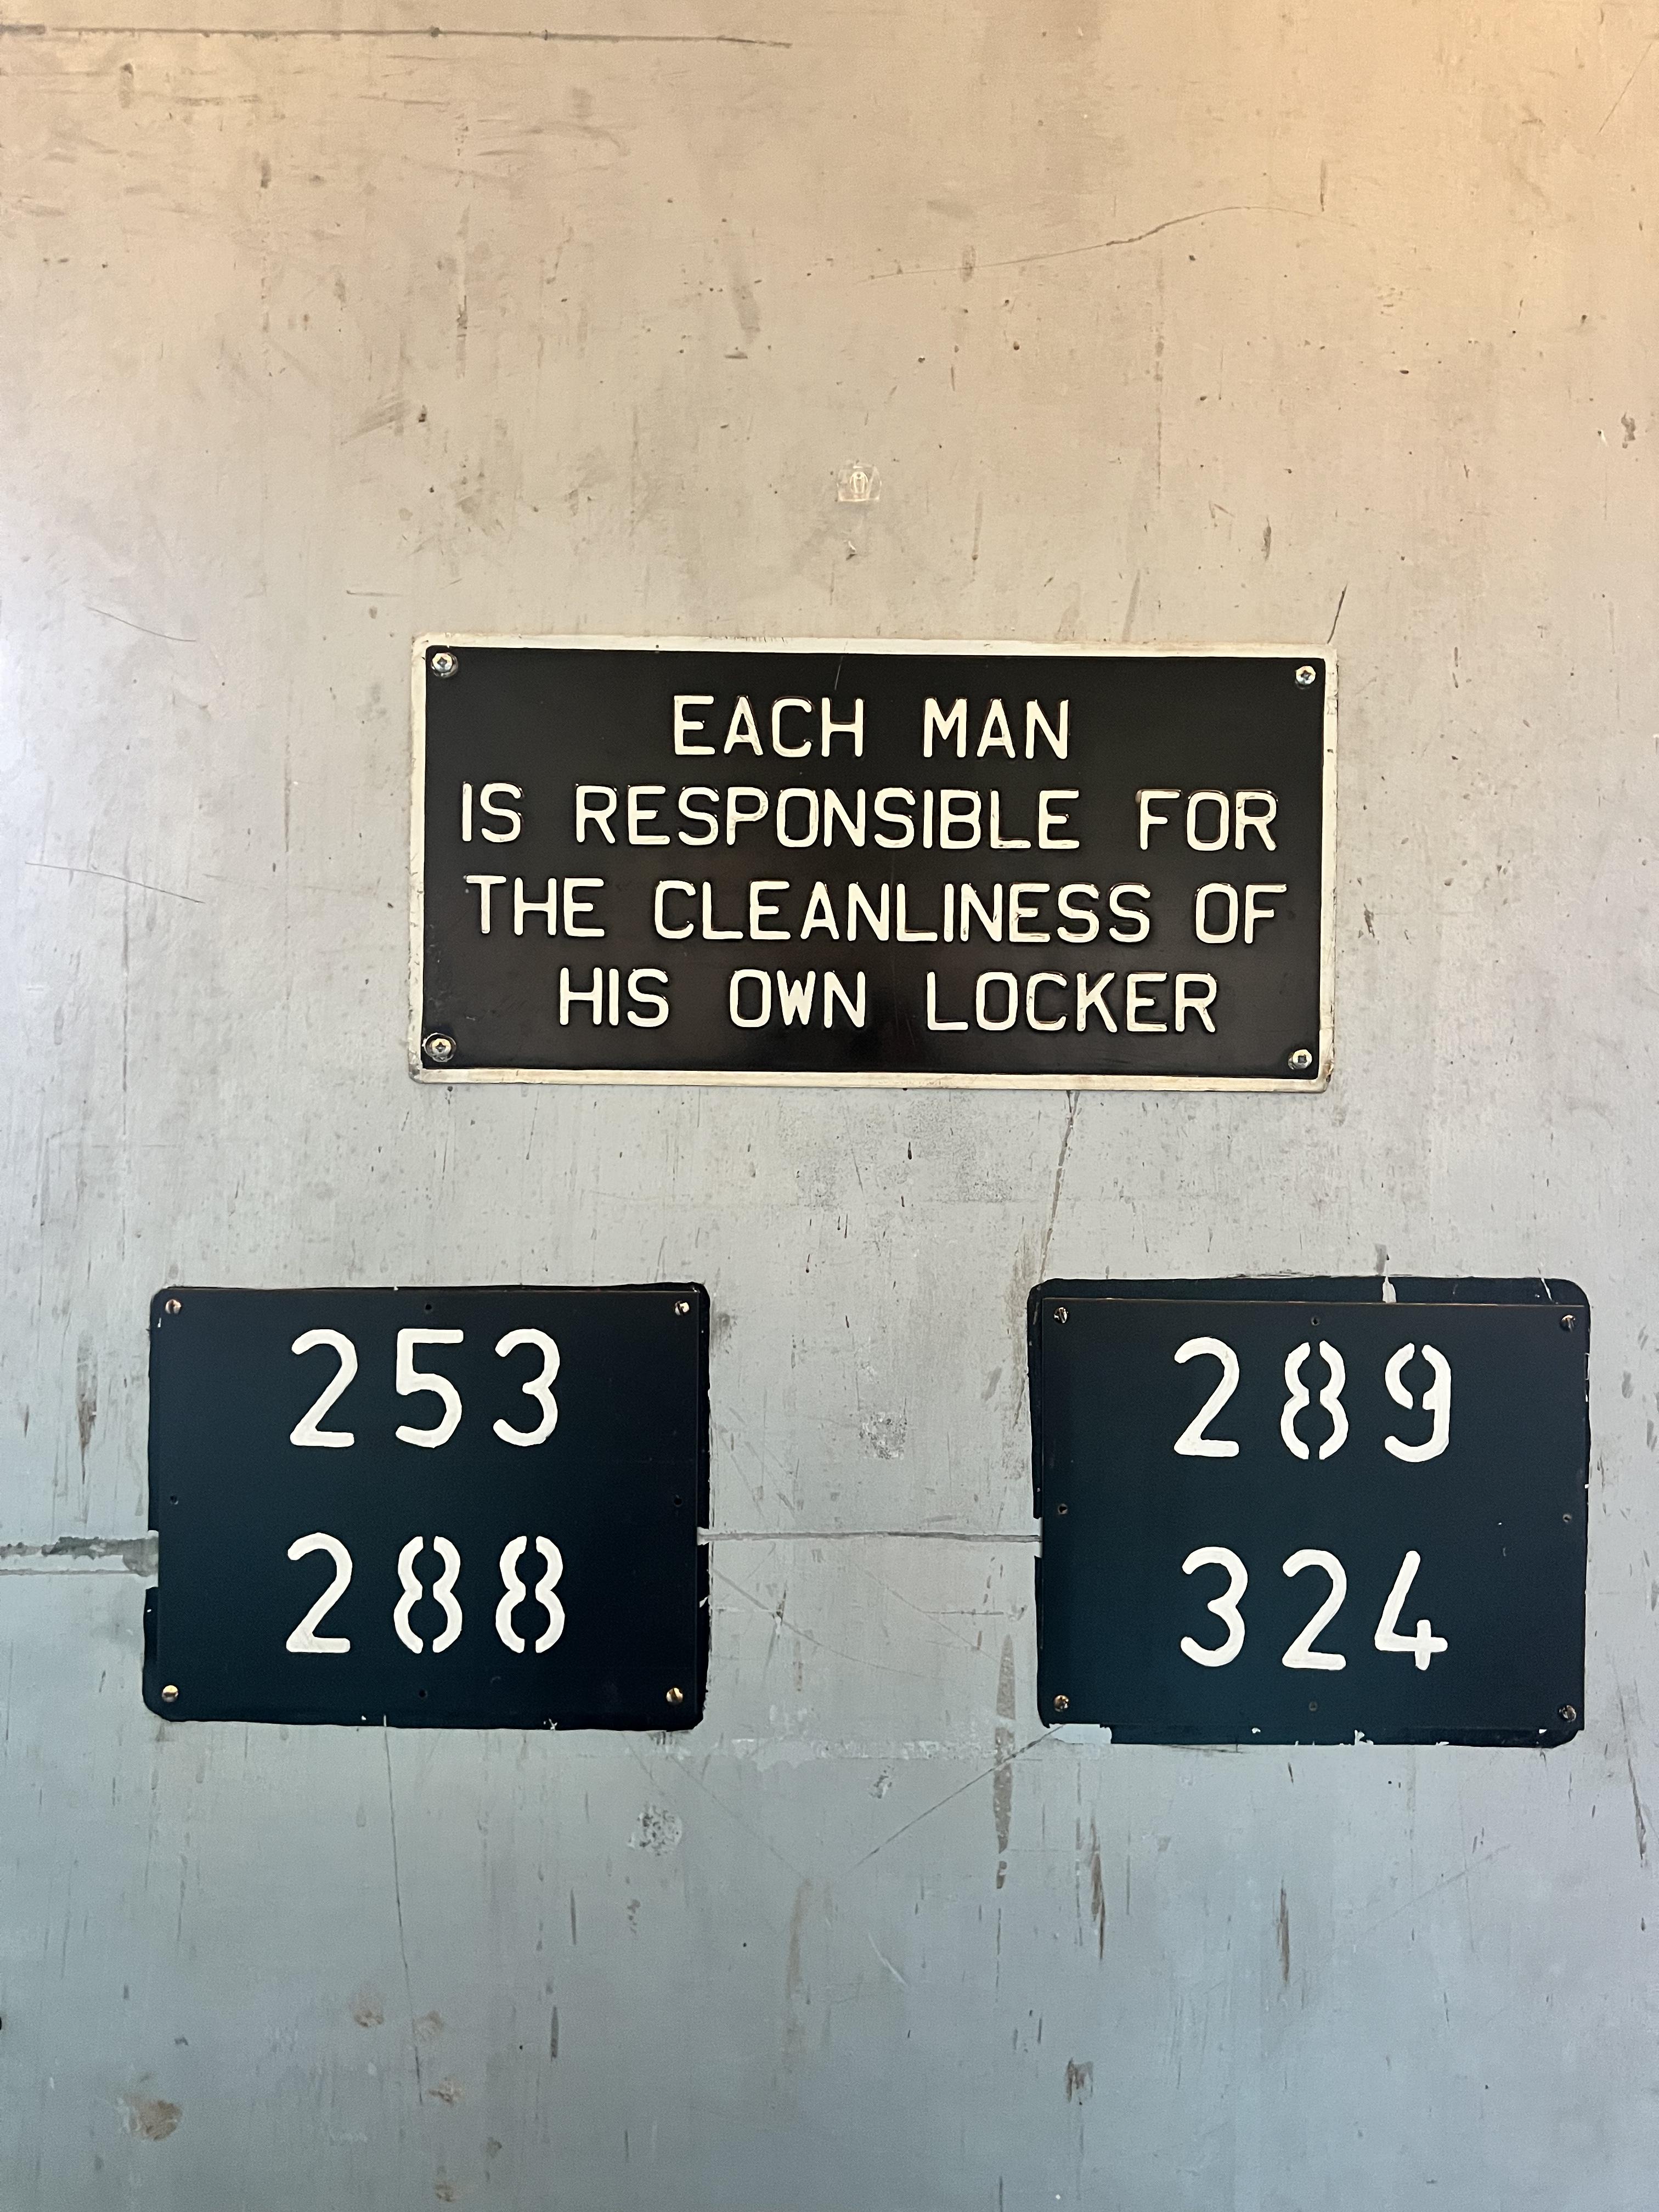 EACH MAN
IS RESPONSIBLE FOR
THE CLEANLINESS OF
HIS OWN LOCKER
253
288
289
324